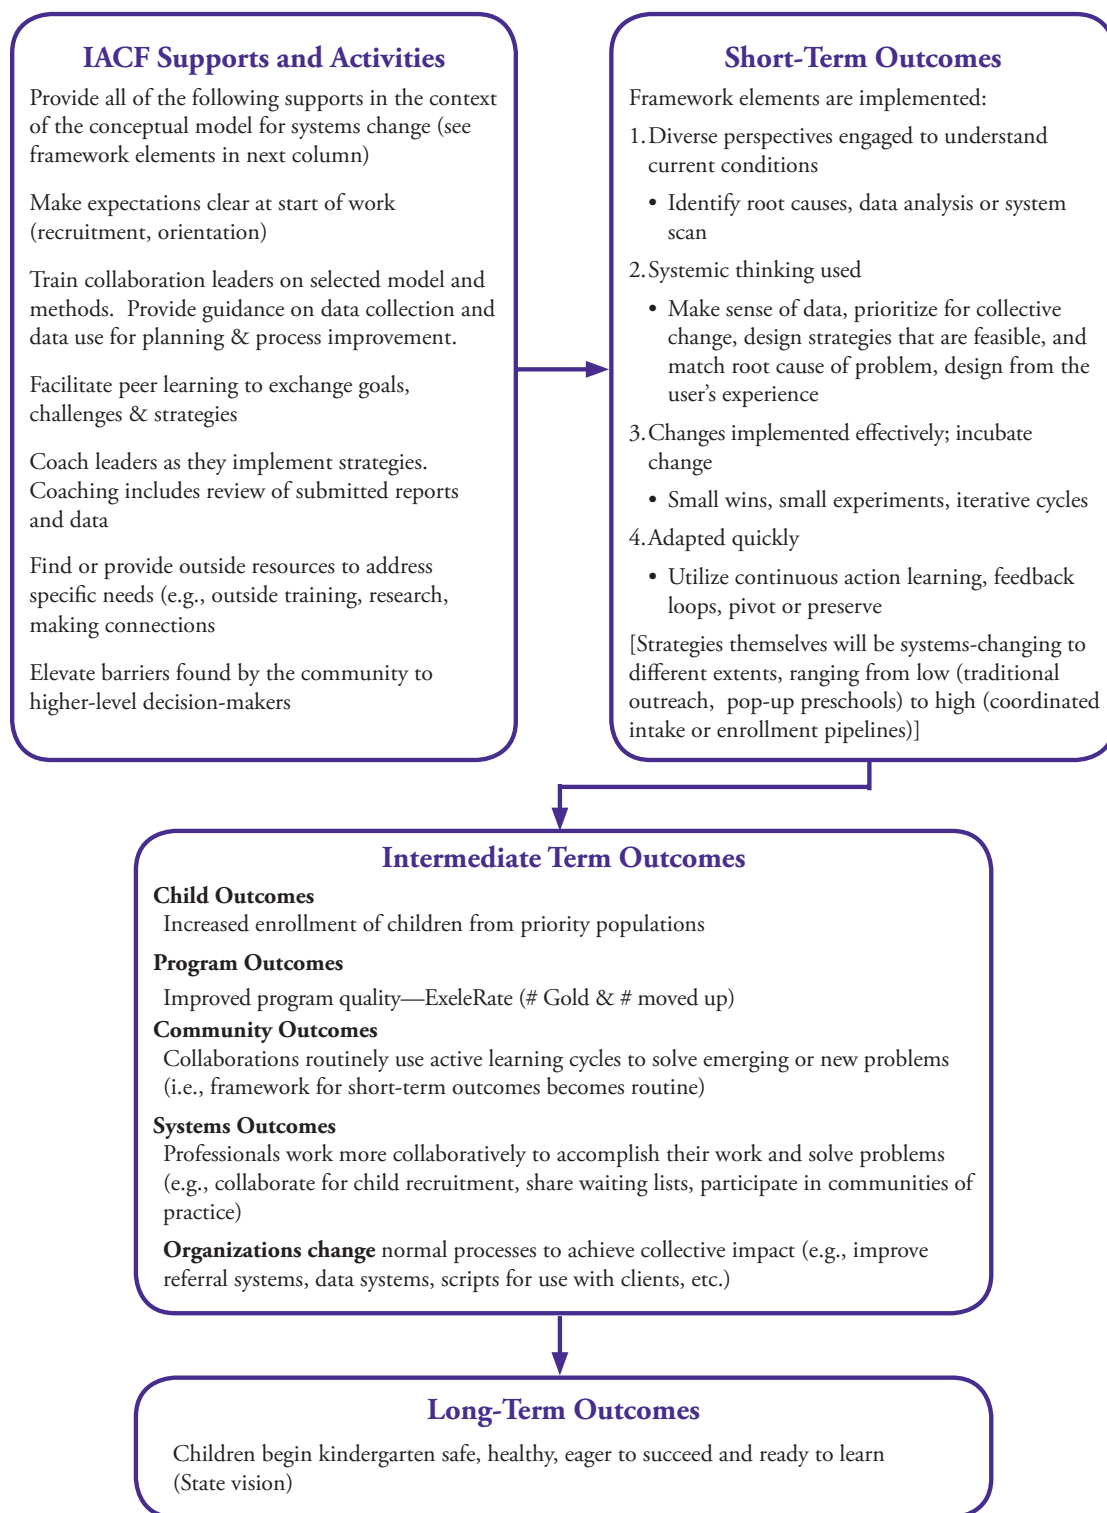 IACF Supports and Activities
Provide all of the following supports in the context
of the conceptual model for systems change (see
framework elements in next column)
Make expectations clear at start of work
(recruitment, orientation)
Train collaboration leaders on selected model and
methods.  Provide guidance on data collection and
data use for planning & process improvement.
Facilitate peer learning to exchange goals,
challenges & strategies
Coach leaders as they implement strategies.
Coaching includes review of submitted reports
and data
Find or provide outside resources to address
specific needs (e.g., outside training, research,
making connections
Elevate barriers found by the community to
higher-level decision-makers
Short-Term Outcomes
Framework elements are implemented:
1. Diverse perspectives engaged to understand
current conditions
• Identify root causes, data analysis or system
scan
2. Systemic thinking used
• Make sense of data, prioritize for collective
change, design strategies that are feasible, and
match root cause of problem, design from the
user's experience
3. Changes implemented effectively; incubate
change
• Small wins, small experiments, iterative cycles
4. Adapted quickly
• Utilize continuous action learning, feedback
loops, pivot or preserve
[Strategies themselves will be systems-changing to
different extents, ranging from low (traditional
outreach,  pop-up preschools) to high (coordinated
intake or enrollment pipelines)]
Intermediate Term Outcomes
Child Outcomes
Increased enrollment of children from priority populations
Program Outcomes
Improved program quality—ExeleRate (# Gold & # moved up)
Community Outcomes
Collaborations routinely use active learning cycles to solve emerging or new problems
(i.e., framework for short-term outcomes becomes routine)
Systems Outcomes
Professionals work more collaboratively to accomplish their work and solve problems
(e.g., collaborate for child recruitment, share waiting lists, participate in communities of
practice)
Organizations change normal processes to achieve collective impact (e.g., improve
referral systems, data systems, scripts for use with clients, etc.)
Long-Term Outcomes
Children begin kindergarten safe, healthy, eager to succeed and ready to learn
(State vision)